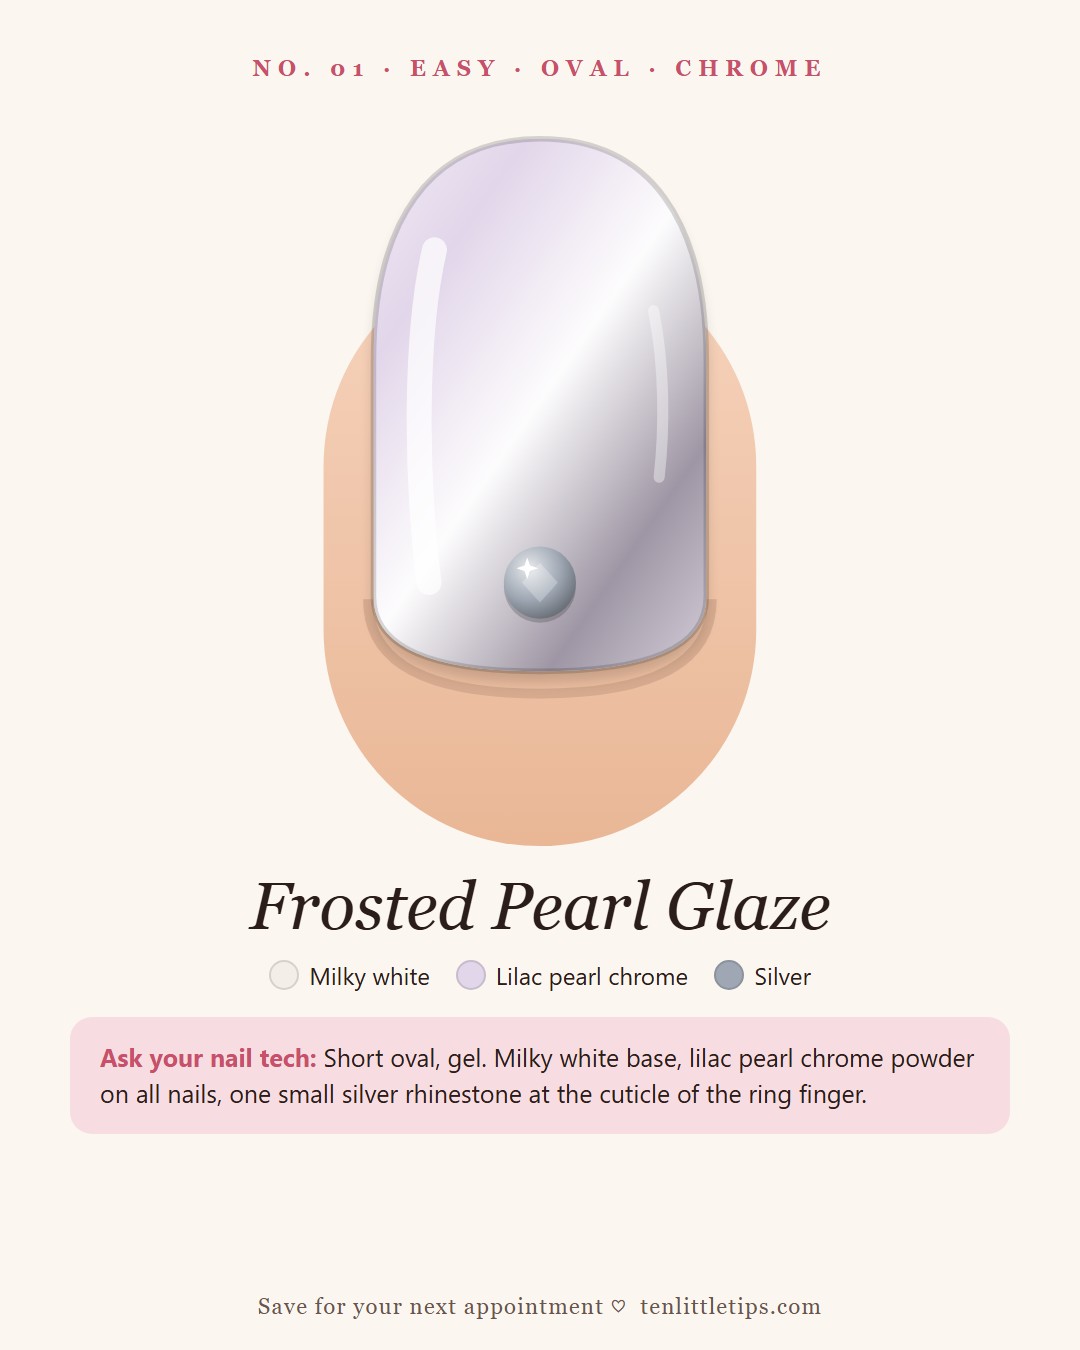 NO. 01 · EASY · OVAL · CHROME
Frosted Pearl Glaze
Milky white Lilac pearl chrome Silver
Ask your nail tech: Short oval, gel. Milky white base, lilac pearl chrome powder
on all nails, one small silver rhinestone at the cuticle of the ring finger.
Save for your next appointment ♡ tenlittletips.com